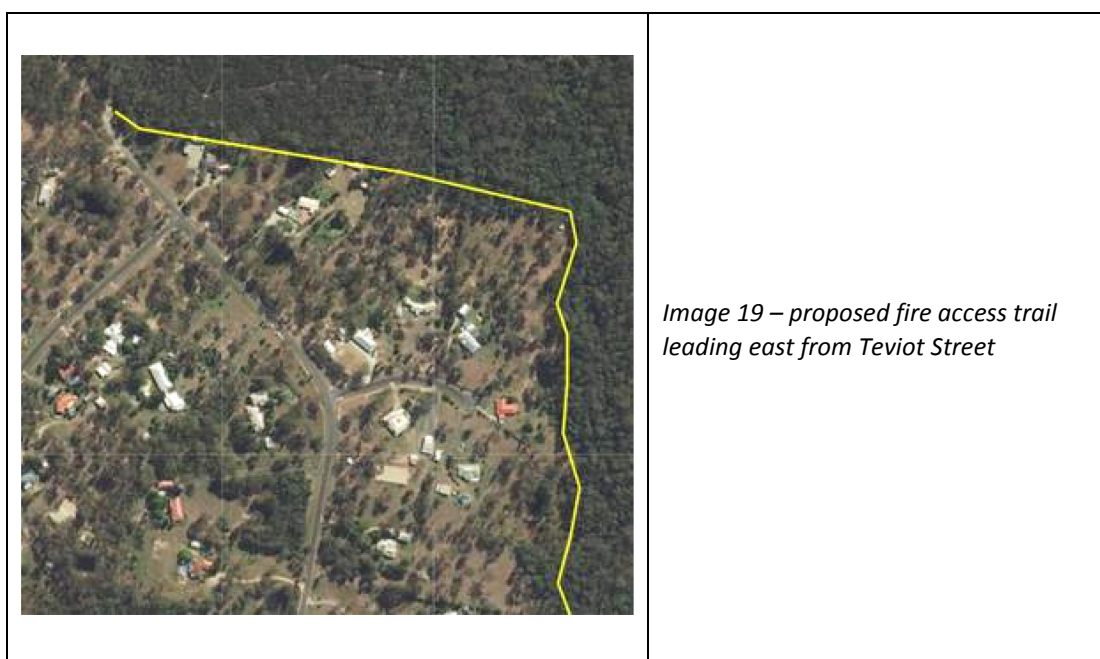 Image 19 – proposed fire access trail
leading east from Teviot Street